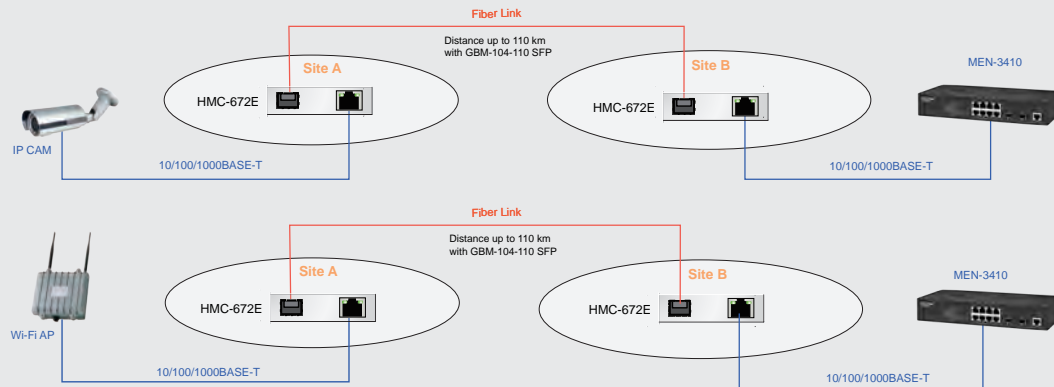 Fiber Link
Distance up to 110 km
with GBM-104-110 SFP
Site A
Site B
MEN-3410
HMC-672E
HMC-672E
IP CAM
10/100/1000BASE-T
10/100/1000BASE-T
Fiber Link
Distance up to 110 km
with GBM-104-110 SFP
Site A
Site B
MEN-3410
HMC-672E
HMC-672E
Wi-Fi AP
10/100/1000BASE-T
10/100/1000BASE-T